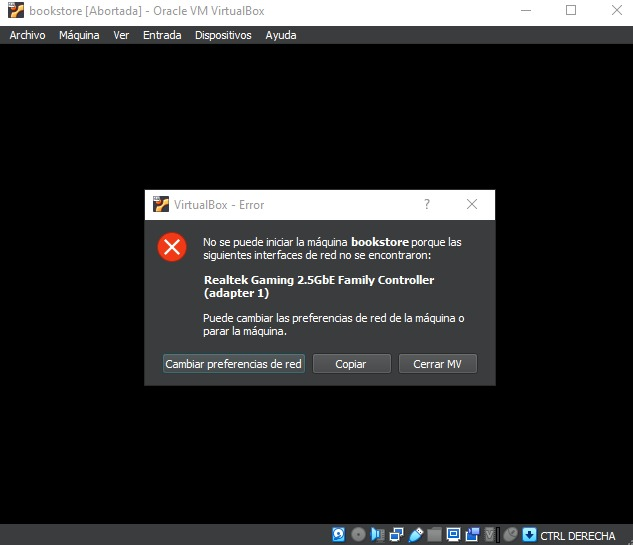 bookstore [Abortada] - Oracle VM VirtualBox
Archivo Máquina Ver Entrada Dispositivos Ayuda
VirtualBox - Error
No se puede iniciar la máquina bookstore porque las
siguientes interfaces de red no se encontraron:
Realtek Gaming 2.5GbE Family Controller
(adapter 1)
Puede cambiar las preferencias de red de la máquina o
parar la máquina.
Cambiar preferencias de red Copiar Cerrar MV
CTRL DERECHA